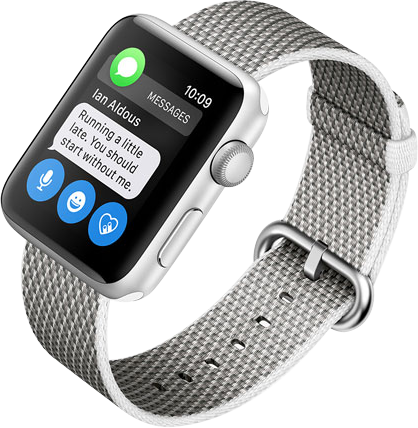 10:09
MESSAGES
Ian Aldous
Running a little
late. You should
start without me.